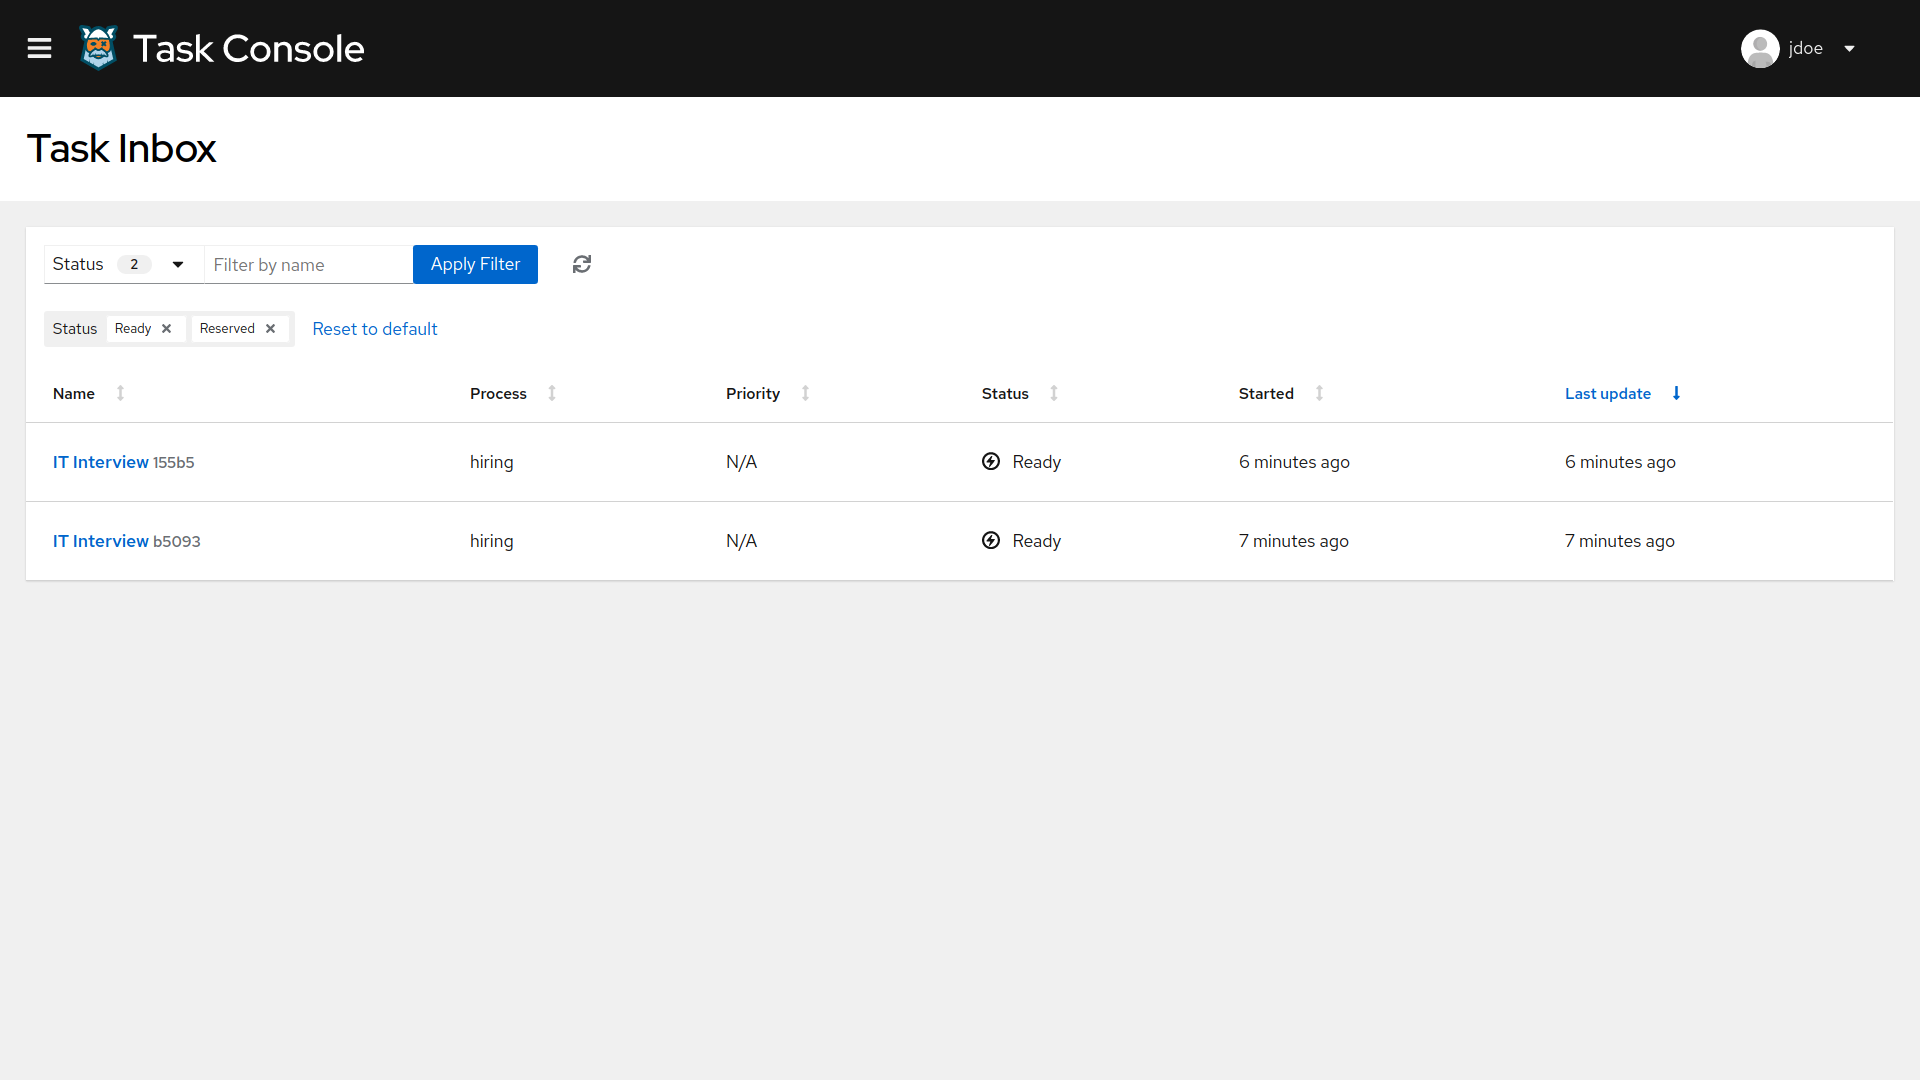 Task Console
jdoe
Task Inbox
Status 2
Filter by name
Apply Filter
Status Ready Reserved Reset to default
Name Process Priority Status Started Last update
IT Interview 155b5 hiring N/A Ready 6 minutes ago 6 minutes ago
IT Interview b5093 hiring N/A Ready 7 minutes ago 7 minutes ago